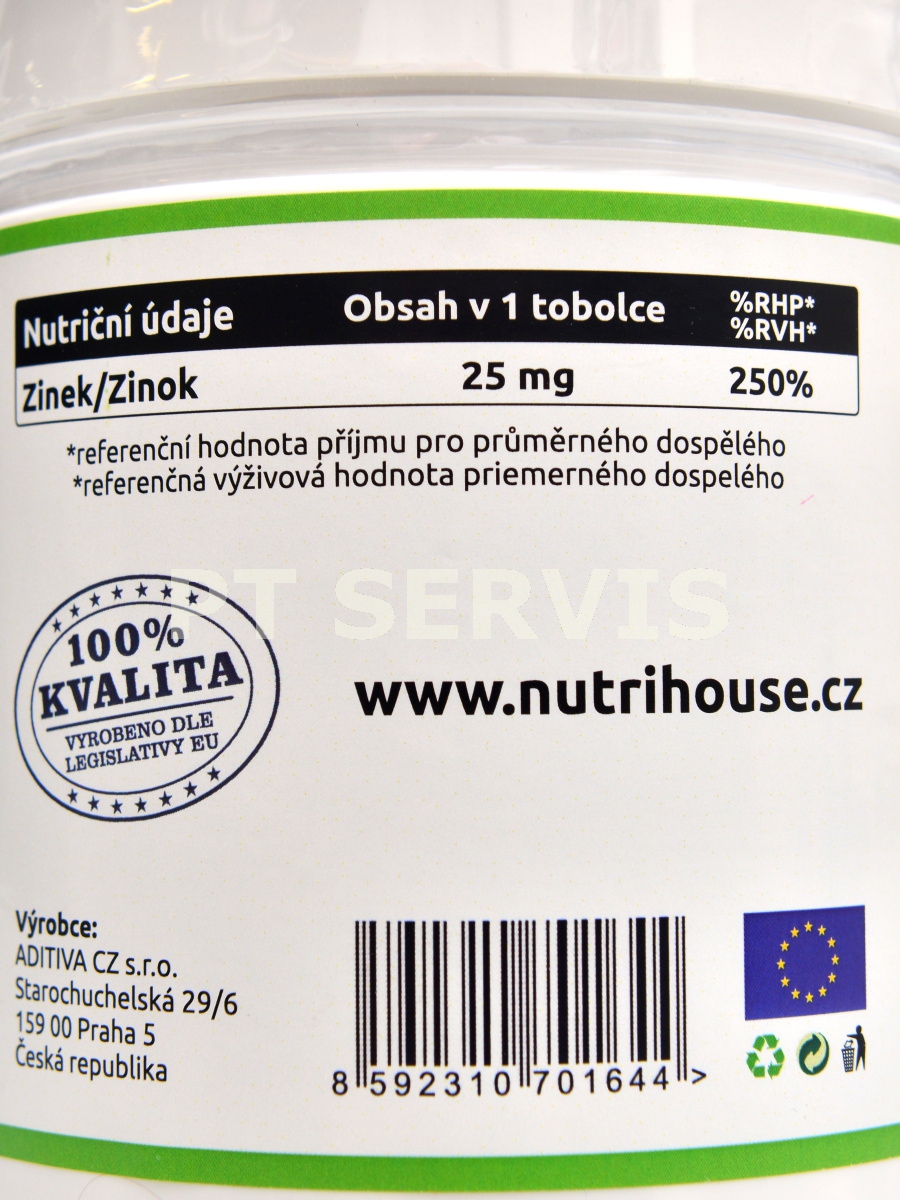 Nutriční údaje Obsah v 1 tobolce %RHP*
%RVH*
Zinek/Zinok 25 mg 250%
*referenční hodnota příjmu pro průměrného dospělého
*referenčná výživová hodnota priemerného dospelého
PT SERVIS
100%
KVALITA
VYROBENO DLE
LEGISLATIVY EU
www.nutrihouse.cz
Výrobce:
ADITIVA CZ s.r.o.
Starochuchelská 29/6
159 00 Praha 5
Česká republika
8 592310 701644 >